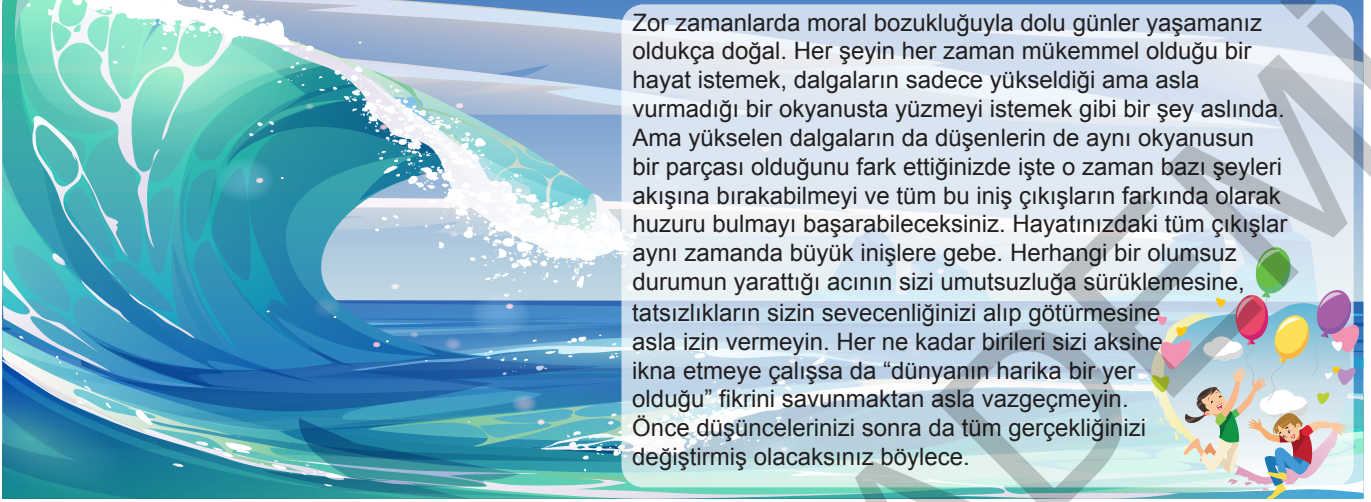 Zor zamanlarda moral bozukluğuyla dolu günler yaşamanız
oldukça doğal. Her şeyin her zaman mükemmel olduğu bir
hayat istemek, dalgaların sadece yükseldiği ama asla
vurmadığı bir okyanusta yüzmeyi istemek gibi bir şey aslında.
Ama yükselen dalgaların da düşenlerin de aynı okyanusun
bir parçası olduğunu fark ettiğinizde işte o zaman bazı şeyleri
akışına bırakabilmeyi ve tüm bu iniş çıkışların farkında olarak
huzuru bulmayı başarabileceksiniz. Hayatınızdaki tüm çıkışlar
aynı zamanda büyük inişlere gebe. Herhangi bir olumsuz
durumun yarattığı acının sizi umutsuzluğa sürüklemesine,
tatsızlıkların sizin sevecenliğinizi alıp götürmesine
asla izin vermeyin. Her ne kadar birileri sizi aksine
ikna etmeye çalışsa da “dünyanın harika bir yer
olduğu” fikrini savunmaktan asla vazgeçmeyin.
Önce düşüncelerinizi sonra da tüm gerçekliğinizi
değiştirmiş olacaksınız böylece.